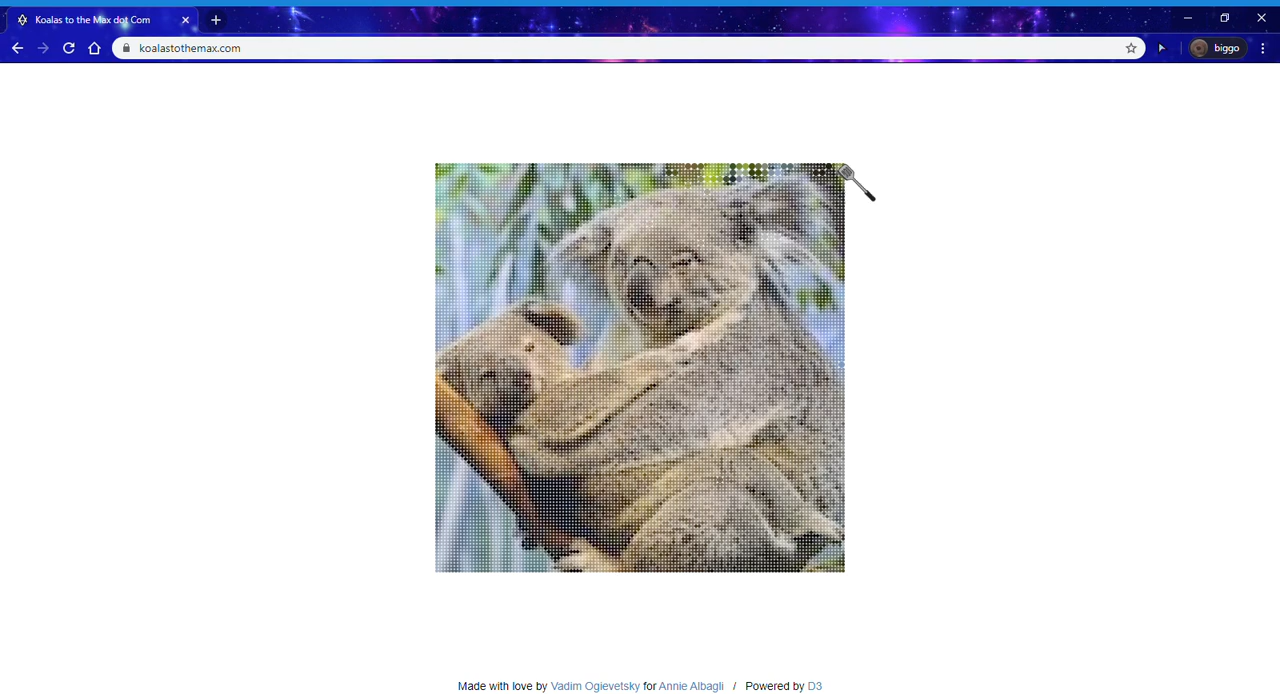 Koalas to the Max dot Com
koalastothemax.com
biggo
Made with love by Vadim Ogievetsky for Annie Albagli / Powered by D3